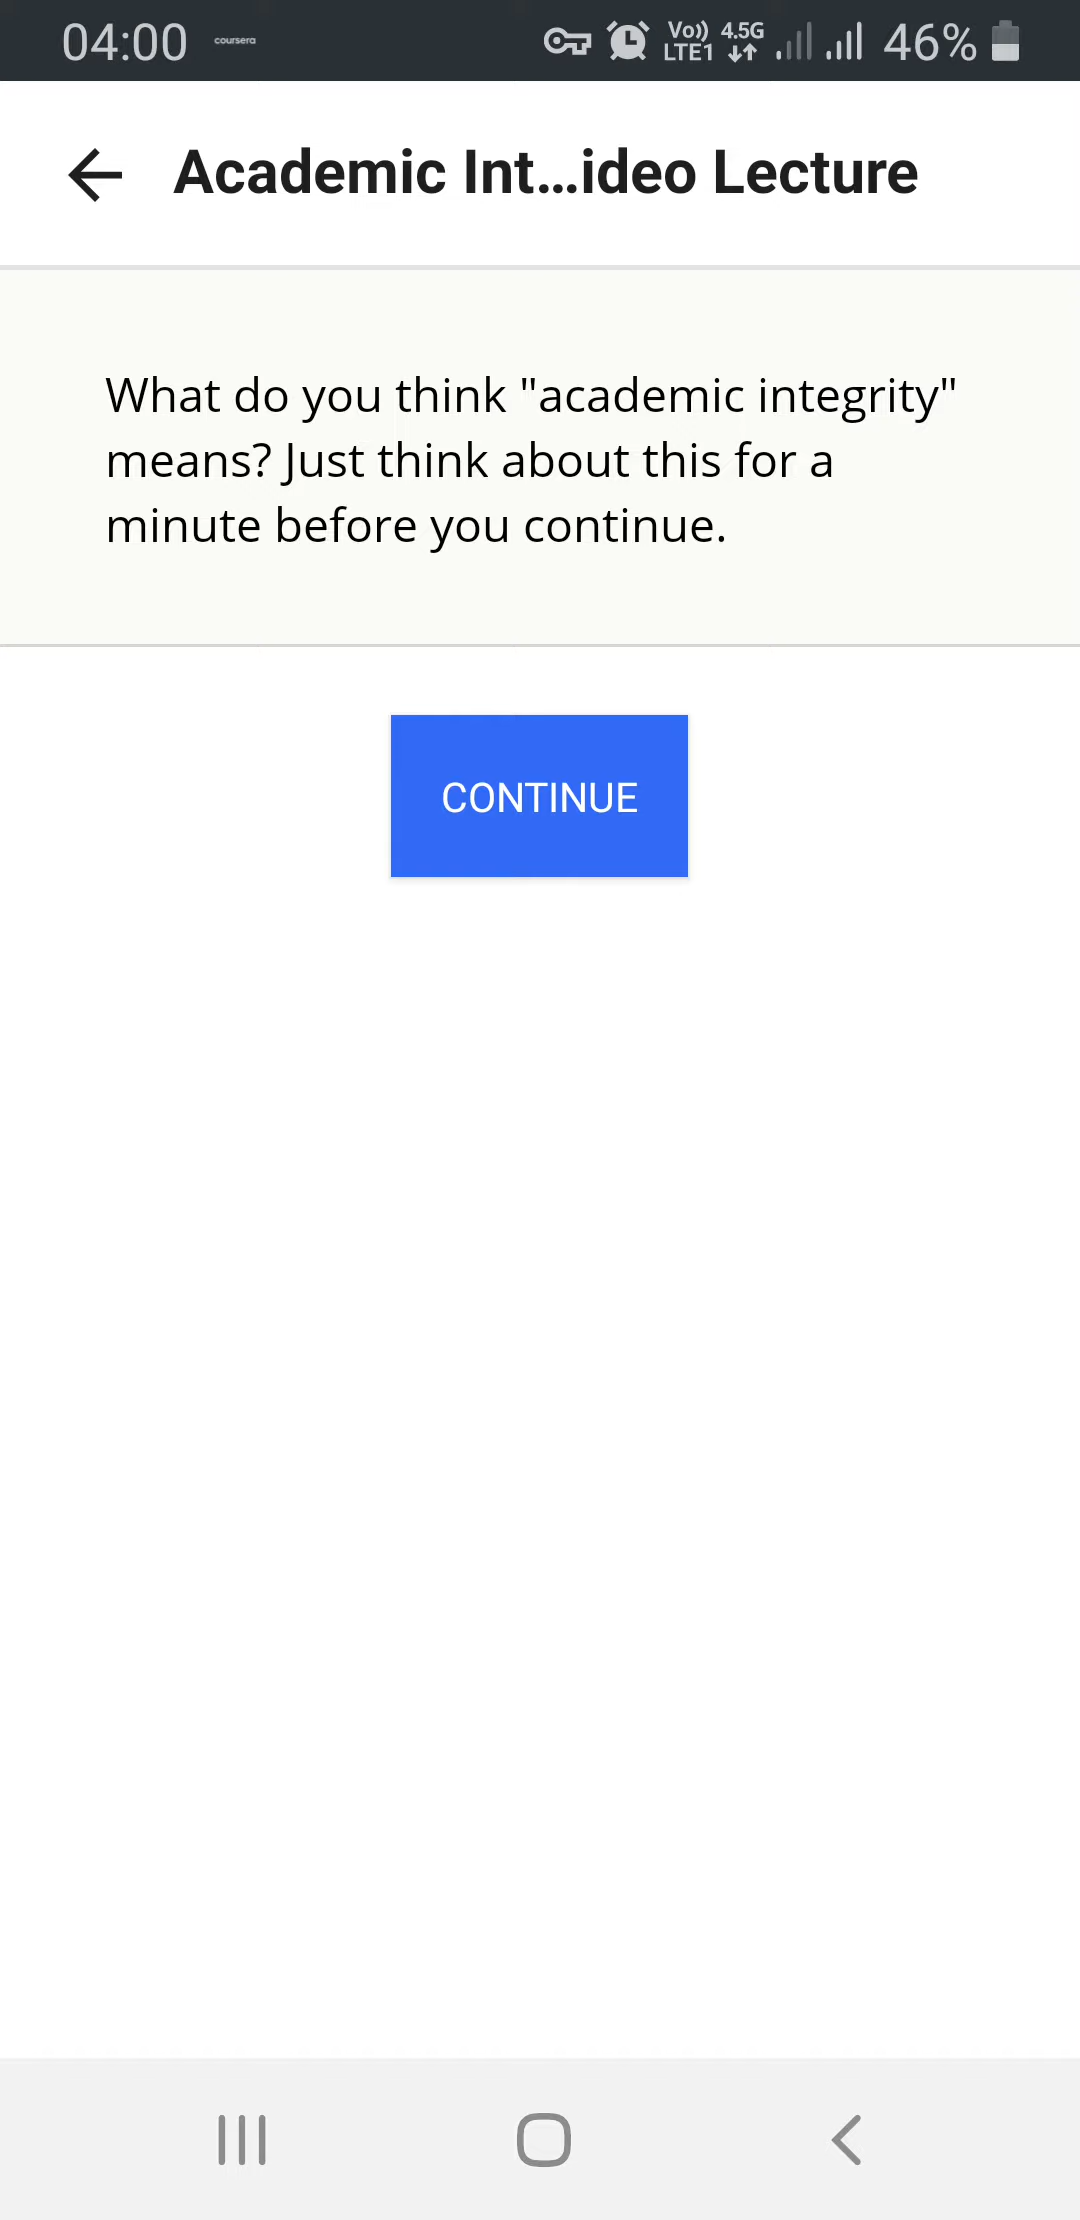 04:00 coursera Vo)) LTE1 4.5G 46%
Academic Int...ideo Lecture
What do you think "academic integrity"
means? Just think about this for a
minute before you continue.
CONTINUE